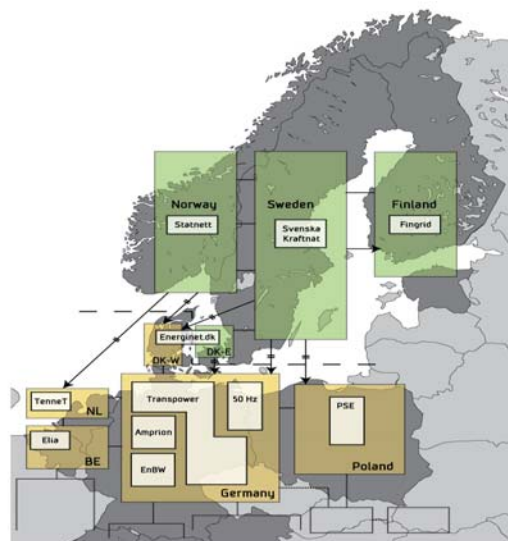 Norway
Statnett
Sweden
Svenska
Kraftnat
Finland
Fingrid
Energinet.dk
DK-W
DK-E
TenneT
NL
Elia
BE
Transpower
50 Hz
Amprion
EnBW
Germany
PSE
Poland